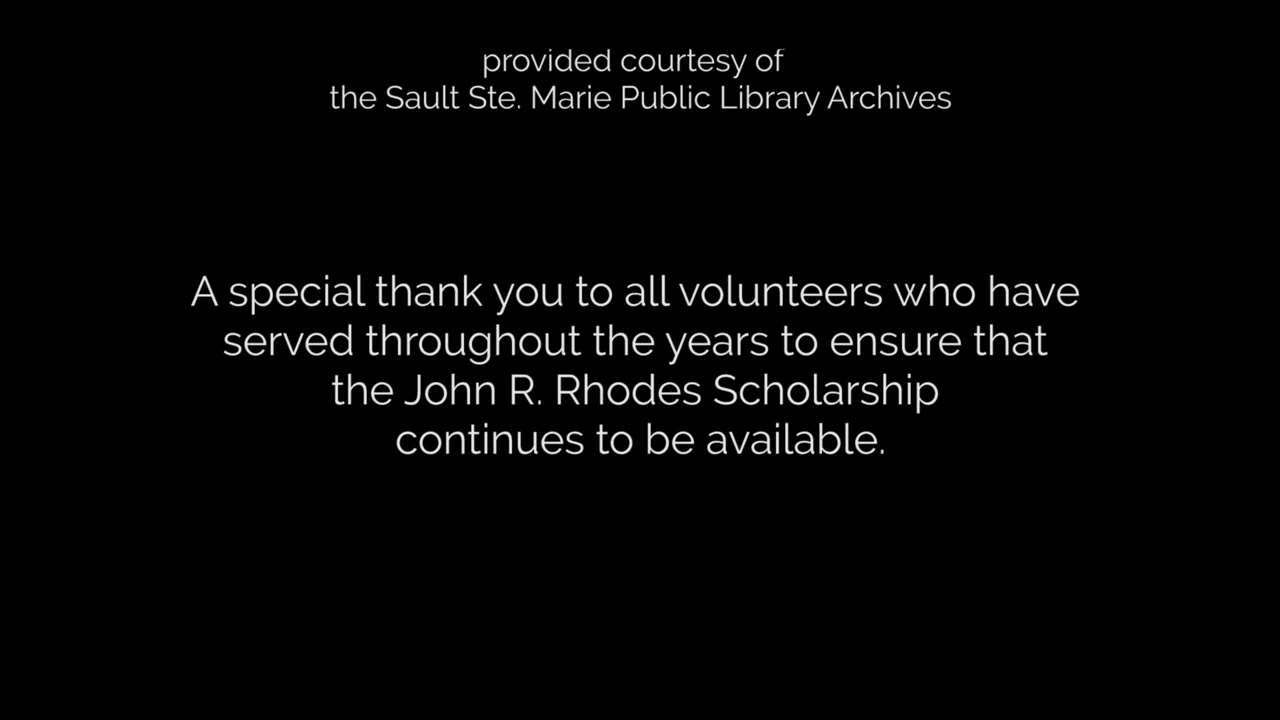 provided courtesy of
the Sault Ste. Marie Public Library Archives
A special thank you to all volunteers who have
served throughout the years to ensure that
the John R. Rhodes Scholarship
continues to be available.